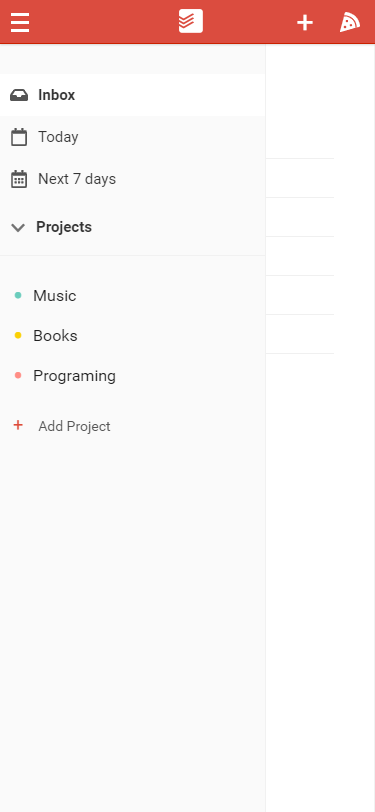 Inbox
Today
Next 7 days
Projects
Music
Books
Programing
Add Project